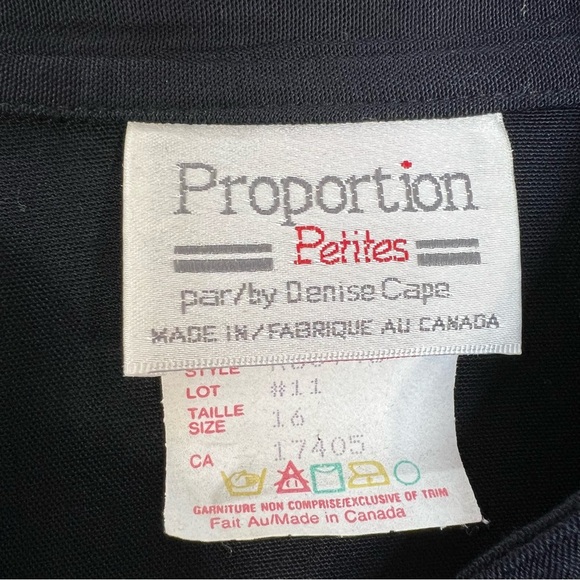 Proportion
Petites
par/by Denise Cape
MADE IN/FABRIQUE AU CANADA
STYLE
LOT #11
TAILLE
SIZE 16
CA 17405
GARNITURE NON COMPRISE/EXCLUSIVE OF TRIM
Fait Au/Made in Canada